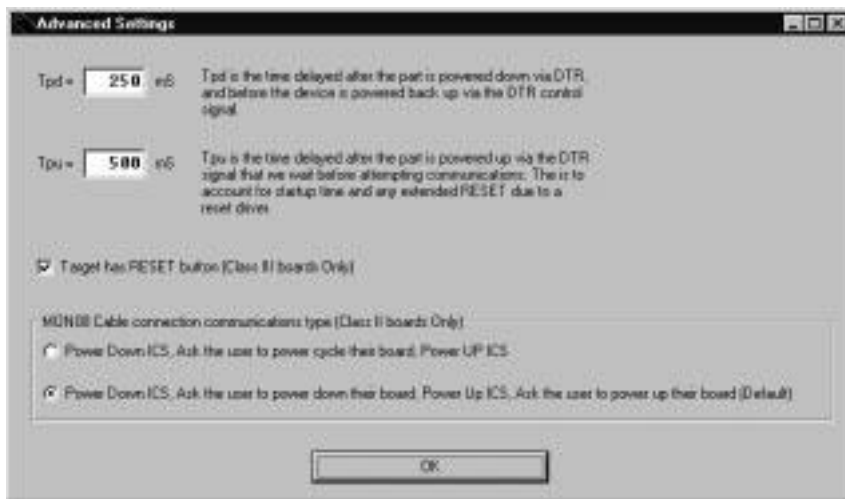 Advanced Settings
Tpd = 250 mS
Tpd is the time delayed after the part is powered down via DTR,
and before the device is powered back up via the DTR control
signal.
Tpu = 500 mS
Tpu is the time delayed after the part is powered up via the DTR
signal that we wait before attempting communications. The is to
account for startup time and any extended RESET due to a
reset driver.
Target has RESET button (Class III boards Only)
MON08 Cable connection communications type (Class II boards Only)
Power Down ICS, Ask the user to power cycle their board, Power UP ICS
Power Down ICS, Ask the user to power down their board, Power Up ICS, Ask the user to power up their board (Default)
OK